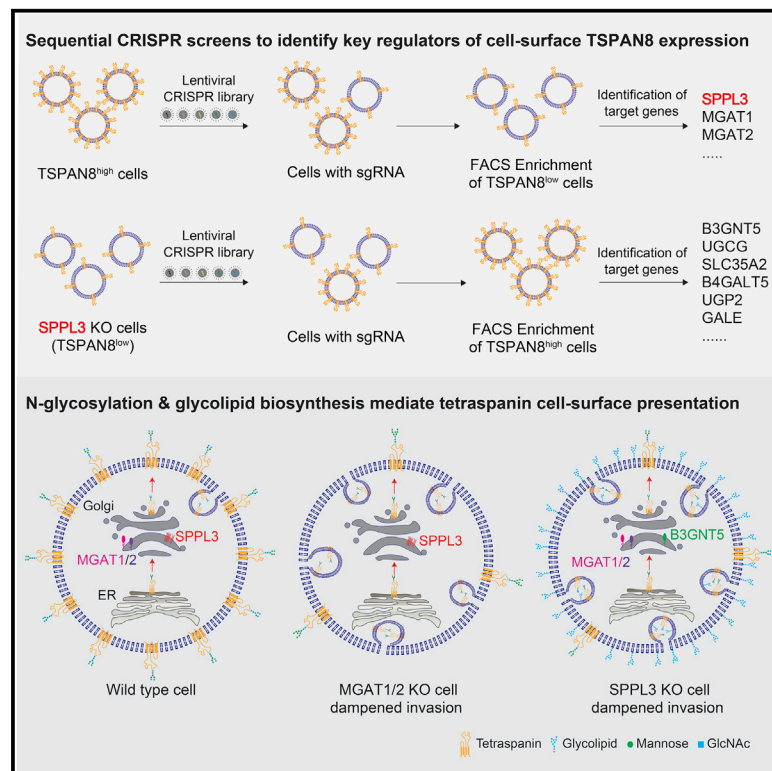 Sequential CRISPR screens to identify key regulators of cell-surface TSPAN8 expression
Lentiviral
CRISPR library
Identification of
target genes
SPPL3
MGAT1
MGAT2
.....
TSPAN8high cells
Cells with sgRNA
FACS Enrichment
of TSPAN8low cells
Lentiviral
CRISPR library
Identification of
target genes
B3GNT5
UGCG
SLC35A2
B4GALT5
UGP2
GALE
......
SPPL3 KO cells
(TSPAN8low)
Cells with sgRNA
FACS Enrichment
of TSPAN8high cells
N-glycosylation & glycolipid biosynthesis mediate tetraspanin cell-surface presentation
Golgi
SPPL3
MGAT1/2
ER
Wild type cell
SPPL3
MGAT1/2 KO cell
dampened invasion
B3GNT5
MGAT1/2
SPPL3 KO cell
dampened invasion
Tetraspanin
Glycolipid
Mannose
GlcNAc